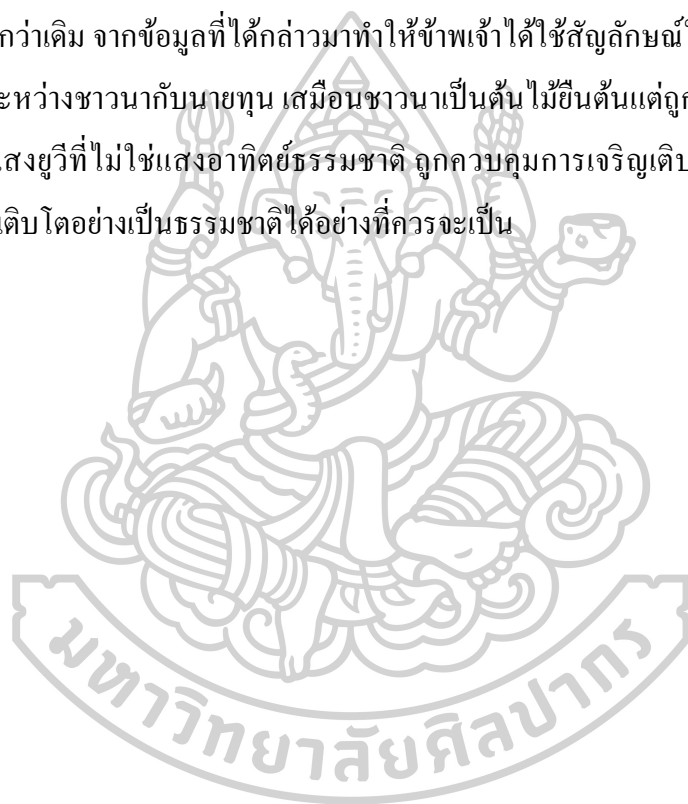 กว่าเดิม จากข้อมูลที่ได้กล่าวมาทำให้ข้าพเจ้าได้ใช้สัญลักษณ์
ะหว่างชาวนากับนายทุน เสมือนชาวนาเป็นต้นไม้ยืนต้นแต่ถูก
แสงยูวีที่ไม่ใช่แสงอาทิตย์ธรรมชาติ ถูกควบคุมการเจริญเติบ
เติบโตอย่างเป็นธรรมชาติได้อย่างที่ควรจะเป็น
มหาวิทยาลัยศิลปากร